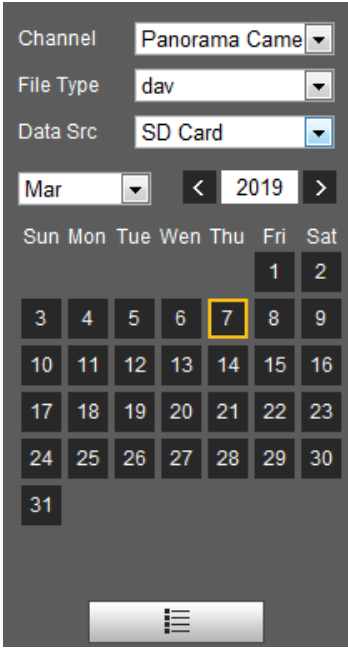 Channel Panorama Came
File Type dav
Data Src SD Card
Mar < 2019 >
Sun Mon Tue Wen Thu Fri Sat
1 2
3 4 5 6 7 8 9
10 11 12 13 14 15 16
17 18 19 20 21 22 23
24 25 26 27 28 29 30
31